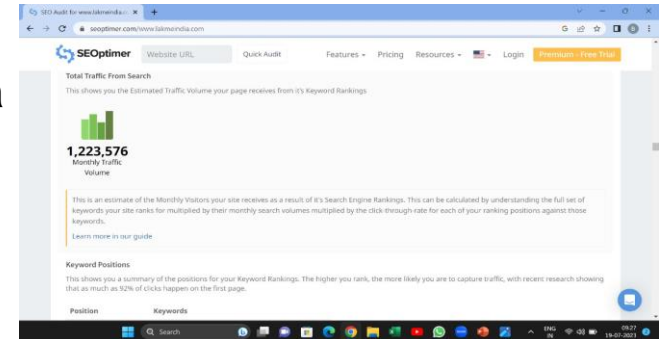 SEO Audit for www.lakmeindia.c
seoptimer.com/www.lakmeindia.com
SEOptimer Website URL Quick Audit Features Pricing Resources Login Premium - Free Trial
Total Traffic From Search
This shows you the Estimated Traffic Volume your page receives from it's Keyword Rankings
1,223,576
Monthly Traffic
Volume
This is an estimate of the Monthly Visitors your site receives as a result of it's Search Engine Rankings. This can be calculated by understanding the full set of
keywords your site ranks for multiplied by their monthly search volumes multiplied by the click-through-rate for each of your ranking positions against those
keywords.
Learn more in our guide
Keyword Positions
This shows you a summary of the positions for your Keyword Rankings. The higher you rank, the more likely you are to capture traffic, with recent research showing
that as much as 92% of clicks happen on the first
page.
Position Keywords
Search ENG 09:27
IN 19-07-2023